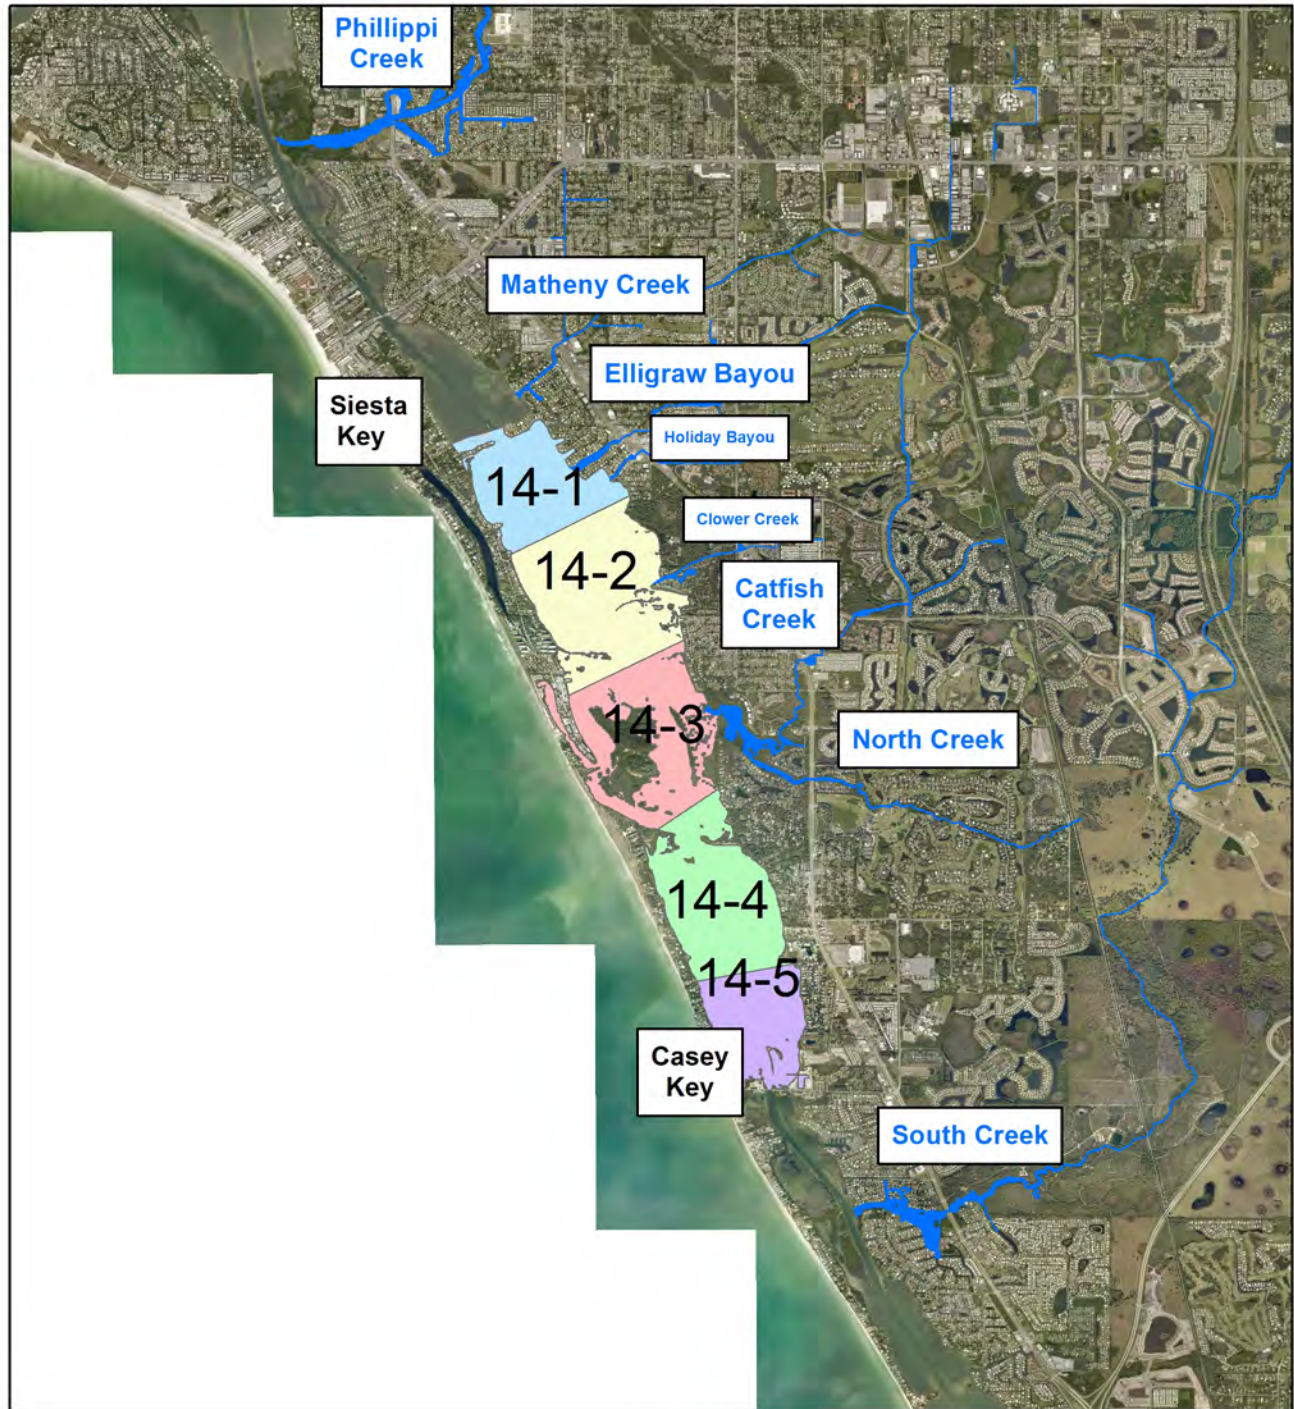 Phillippi
Creek
Matheny Creek
Elligraw Bayou
Siesta
Key
Holiday Bayou
14-1
Clower Creek
14-2
Catfish
Creek
14-3
North Creek
14-4
14-5
Casey
Key
South Creek